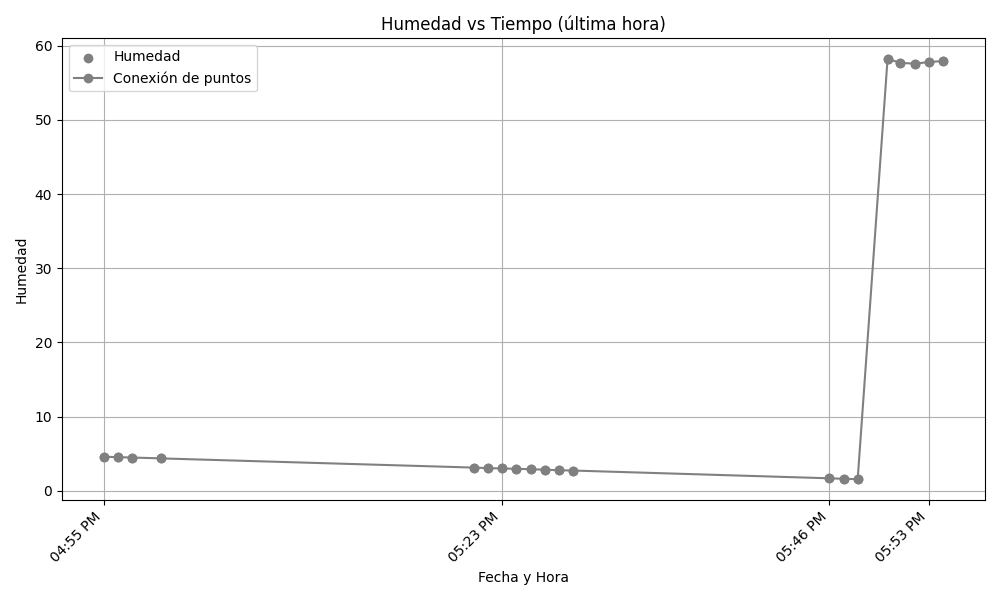 Humedad vs Tiempo (última hora)
Humedad
Conexión de puntos
60
50
40
30
20
10
0
Humedad
04:55 PM
05:23 PM
05:46 PM
05:53 PM
Fecha y Hora